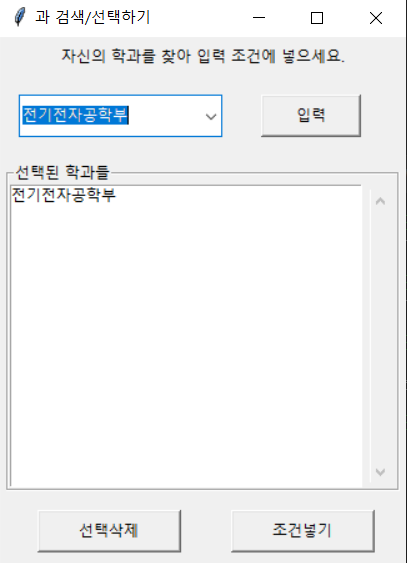 과 검색/선택하기
자신의 학과를 찾아 입력 조건에 넣으세요.
전기전자공학부
입력
선택된 학과들
전기전자공학부
선택삭제
조건넣기